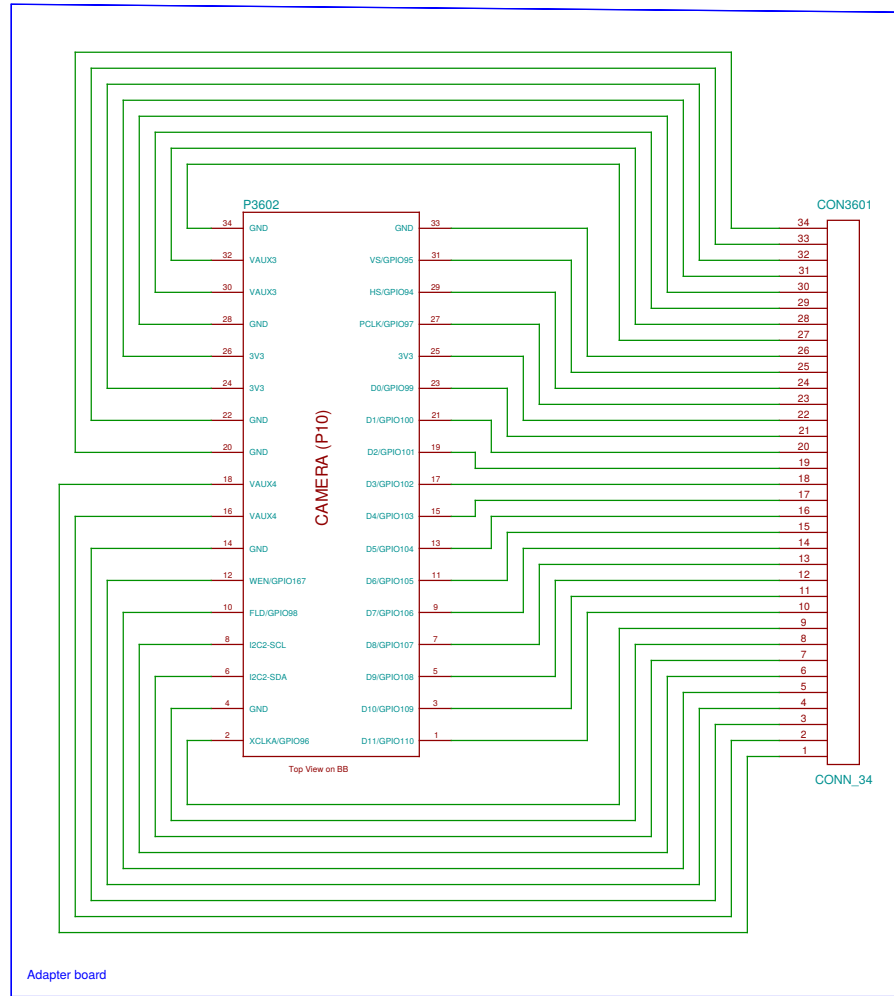 P3602
CON3601
34 GND GND 33
32 VAUX3 VS/GPIO95 31
30 VAUX3 HS/GPIO94 29
28 GND PCLK/GPIO97 27
26 3V3 3V3 25
24 3V3 D0/GPIO99 23
22 GND D1/GPIO100 21
20 GND D2/GPIO101 19
18 VAUX4 D3/GPIO102 17
16 VAUX4 D4/GPIO103 15
14 GND D5/GPIO104 13
12 WEN/GPIO167 D6/GPIO105 11
10 FLD/GPIO98 D7/GPIO106 9
8 I2C2-SCL D8/GPIO107 7
6 I2C2-SDA D9/GPIO108 5
4 GND D10/GPIO109 3
2 XCLKA/GPIO96 D11/GPIO110 1
CAMERA (P10)
Top View on BB
34
33
32
31
30
29
28
27
26
25
24
23
22
21
20
19
18
17
16
15
14
13
12
11
10
9
8
7
6
5
4
3
2
1
CONN_34
Adapter board